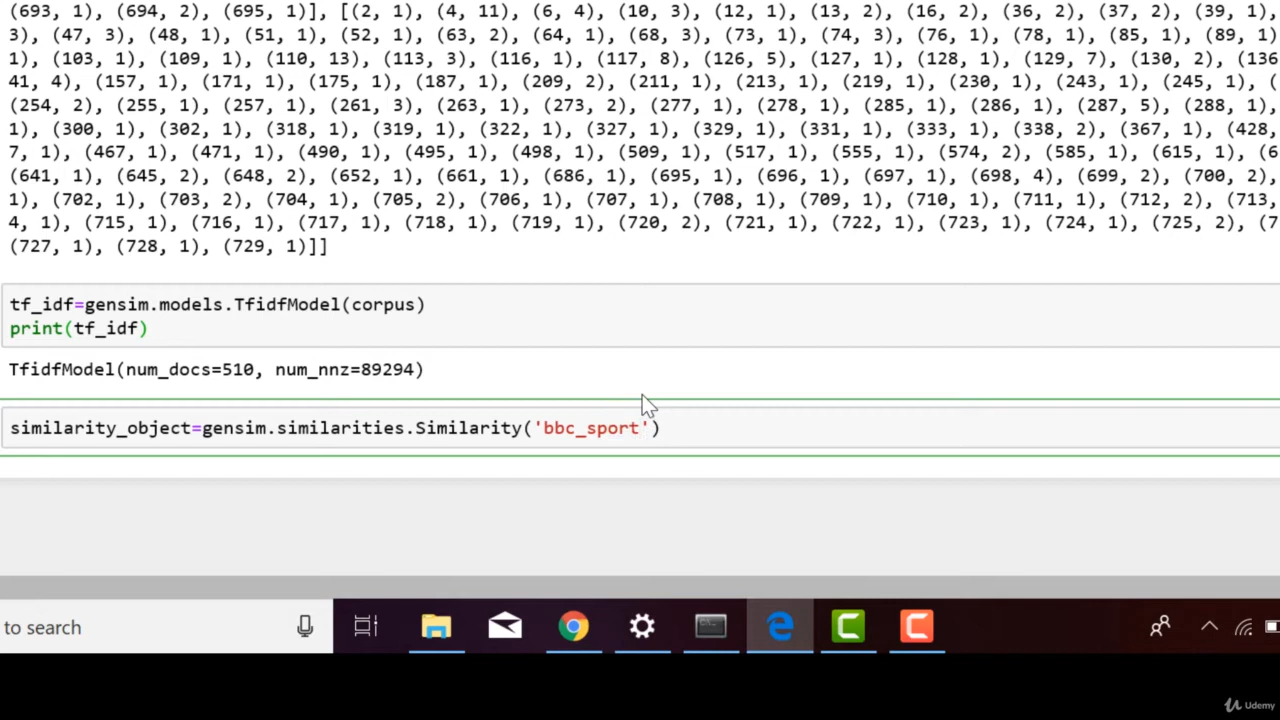 (693, 1), (694, 2), (695, 1)], [(2, 1), (4, 11), (6, 4), (10, 3), (12, 1), (13, 2), (16, 2), (36, 2), (37, 2), (39, 1),
3), (47, 3), (48, 1), (51, 1), (52, 1), (63, 2), (64, 1), (68, 3), (73, 1), (74, 3), (76, 1), (78, 1), (85, 1), (89, 1)
1), (103, 1), (109, 1), (110, 13), (113, 3), (116, 1), (117, 8), (126, 5), (127, 1), (128, 1), (129, 7), (130, 2), (136
41, 4), (157, 1), (171, 1), (175, 1), (187, 1), (209, 2), (211, 1), (213, 1), (219, 1), (230, 1), (243, 1), (245, 1), (
(254, 2), (255, 1), (257, 1), (261, 3), (263, 1), (273, 2), (277, 1), (278, 1), (285, 1), (286, 1), (287, 5), (288, 1),
1), (300, 1), (302, 1), (318, 1), (319, 1), (322, 1), (327, 1), (329, 1), (331, 1), (333, 1), (338, 2), (367, 1), (428,
7, 1), (467, 1), (471, 1), (490, 1), (495, 1), (498, 1), (509, 1), (517, 1), (555, 1), (574, 2), (585, 1), (615, 1), (6
(641, 1), (645, 2), (648, 2), (652, 1), (661, 1), (686, 1), (695, 1), (696, 1), (697, 1), (698, 4), (699, 2), (700, 2),
1), (702, 1), (703, 2), (704, 1), (705, 2), (706, 1), (707, 1), (708, 1), (709, 1), (710, 1), (711, 1), (712, 2), (713,
4, 1), (715, 1), (716, 1), (717, 1), (718, 1), (719, 1), (720, 2), (721, 1), (722, 1), (723, 1), (724, 1), (725, 2), (7
(727, 1), (728, 1), (729, 1)]]
tf_idf=gensim.models.TfidfModel(corpus)
print(tf_idf)
TfidfModel(num_docs=510, num_nnz=89294)
similarity_object=gensim.similarities.Similarity('bbc_sport')
to search
Udemy